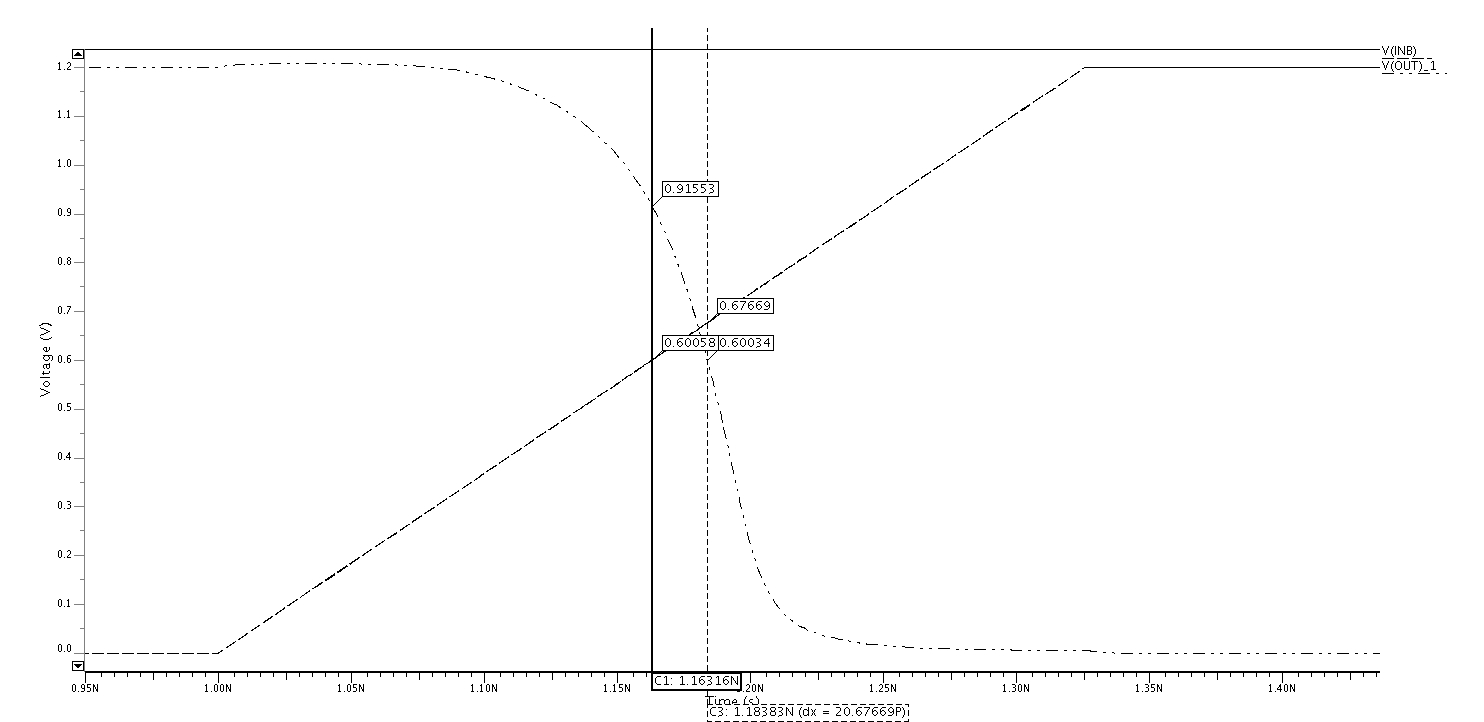 V(INB)
V(OUT)_1
1.2
1.1
1.0
0.91553
0.9
0.8
0.7
0.67669
0.60058
0.60034
0.6
Voltage (V)
0.5
0.4
0.3
0.2
0.1
0.0
0.95N
1.00N
1.05N
1.10N
1.15N
C1: 1.16316N
.20N
1.25N
1.30N
1.35N
1.40N
Time (s)
C3: 1.18383N (dx = 20.67669P)